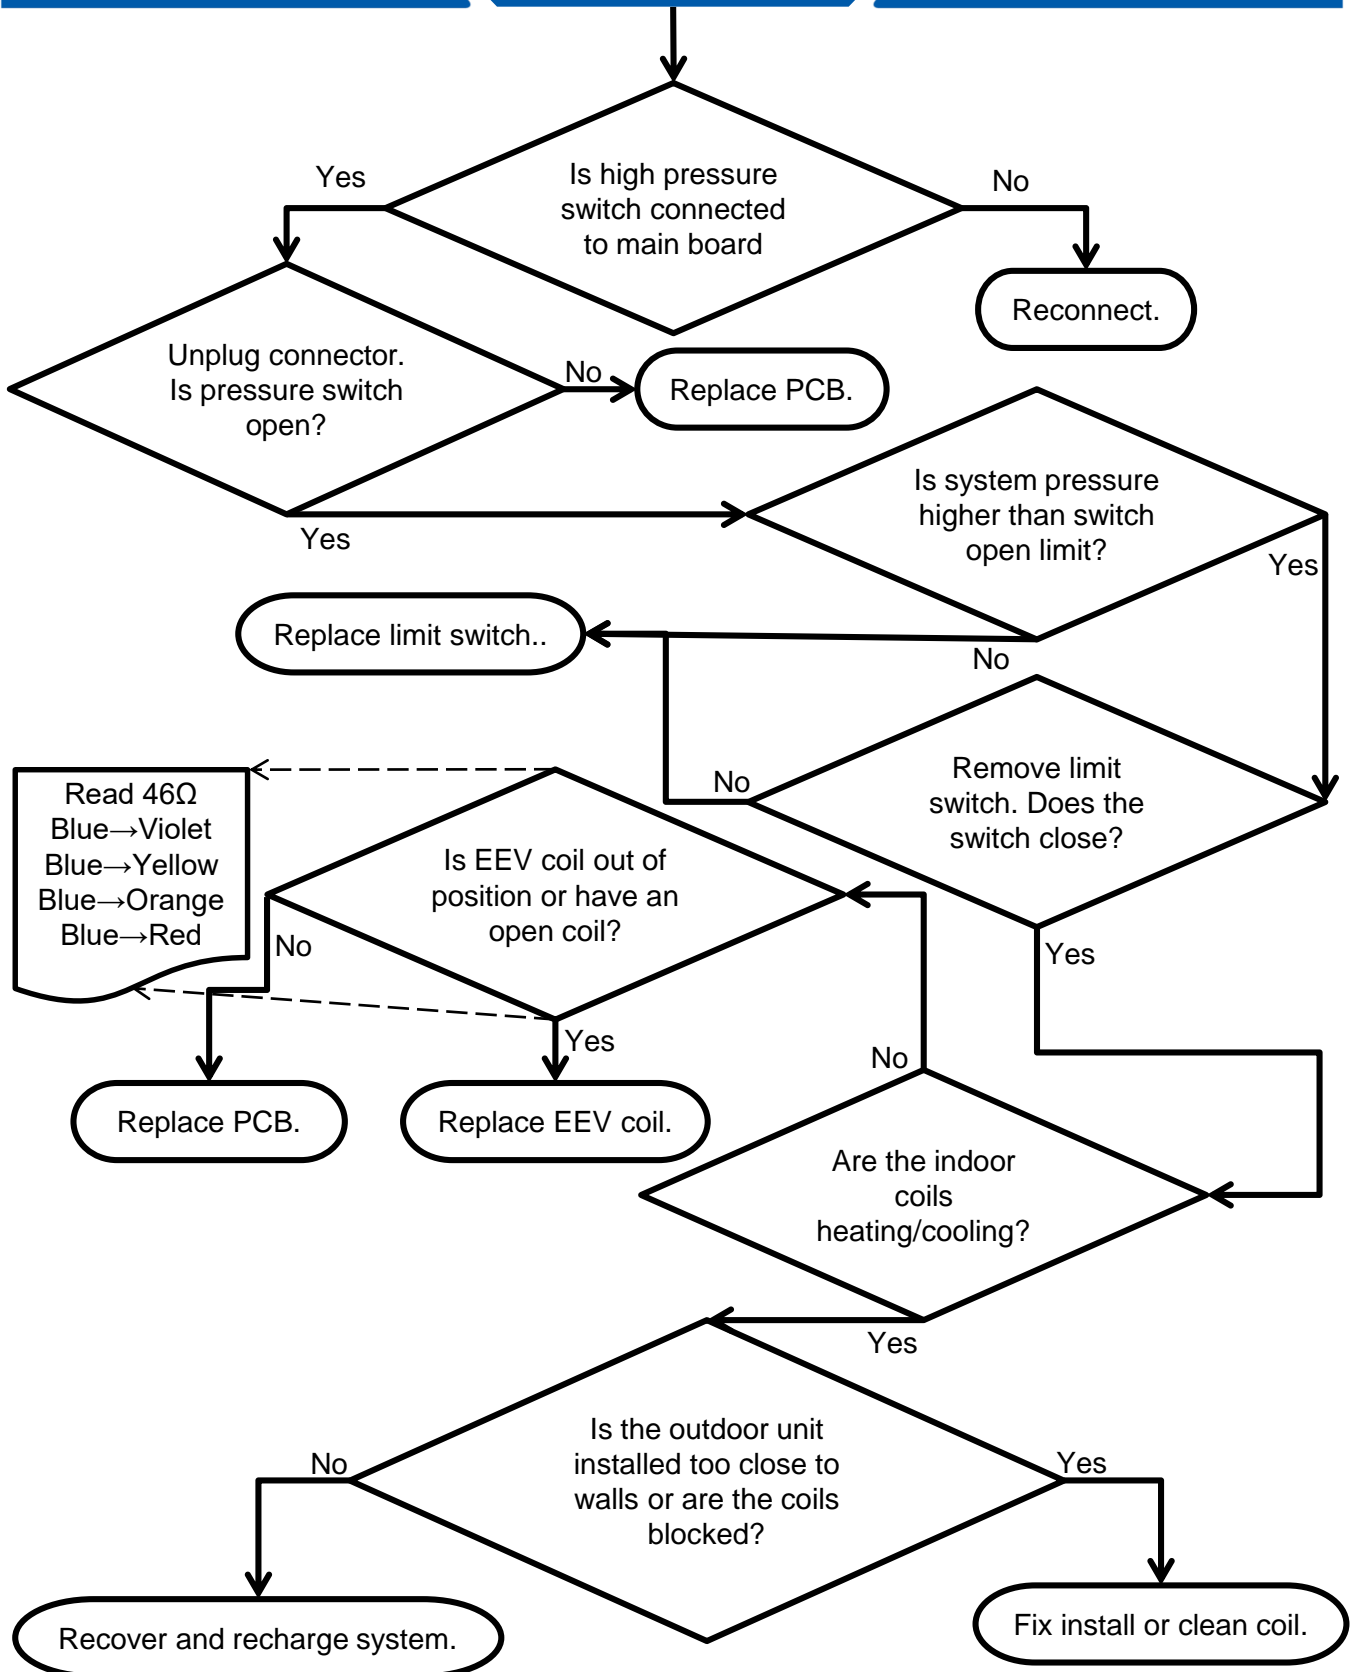 Is high pressure
switch connected
to main board
Yes
No
Reconnect.
Unplug connector.
Is pressure switch
open?
No
Replace PCB.
Yes
Is system pressure
higher than switch
open limit?
Yes
No
Replace limit switch..
Remove limit
switch. Does the
switch close?
No
Yes
Read 46Ω
Blue→Violet
Blue→Yellow
Blue→Orange
Blue→Red
Is EEV coil out of
position or have an
open coil?
No
Yes
Replace PCB.
Replace EEV coil.
No
Are the indoor
coils
heating/cooling?
Yes
Is the outdoor unit
installed too close to
walls or are the coils
blocked?
No
Yes
Recover and recharge system.
Fix install or clean coil.